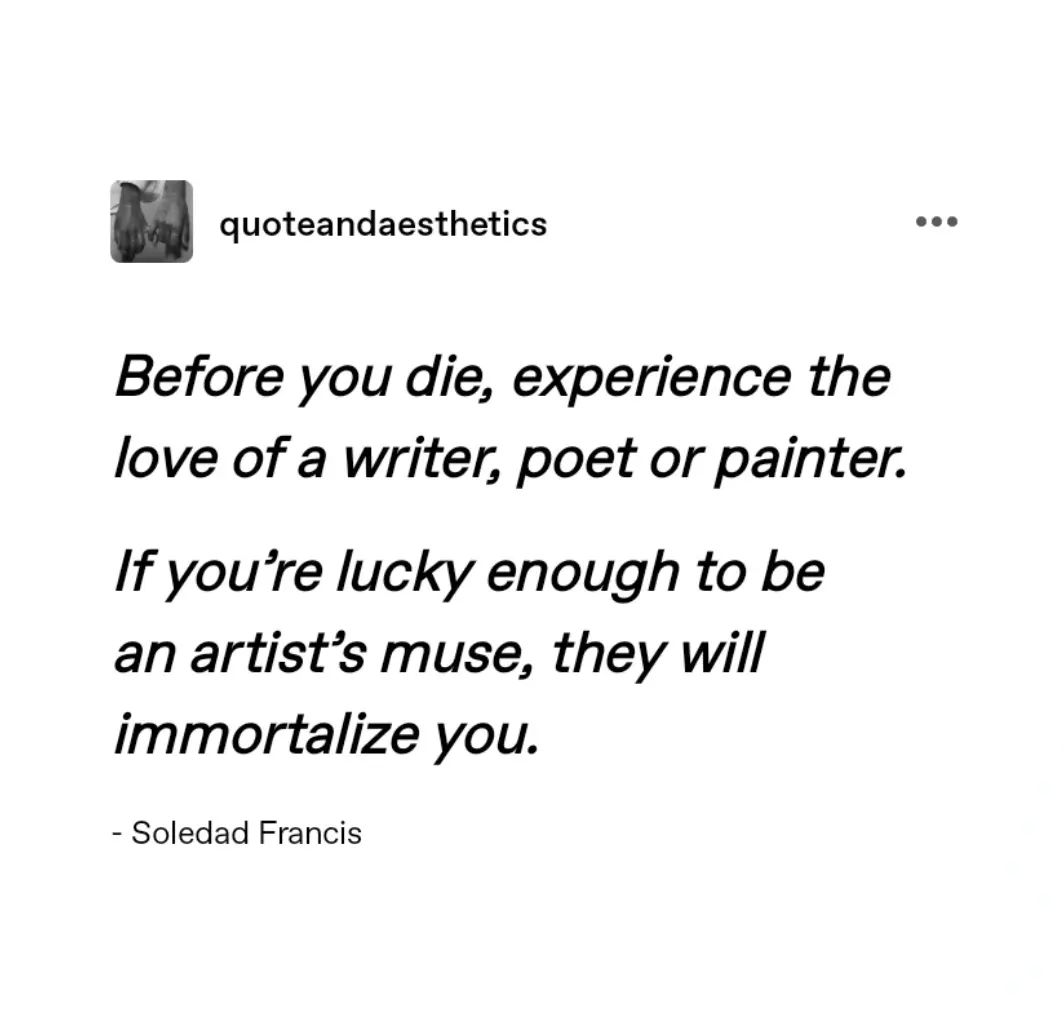 quoteandaesthetics
Before you die, experience the
love of a writer, poet or painter.
If you’re lucky enough to be
an artist’s muse, they will
immortalize you.
- Soledad Francis